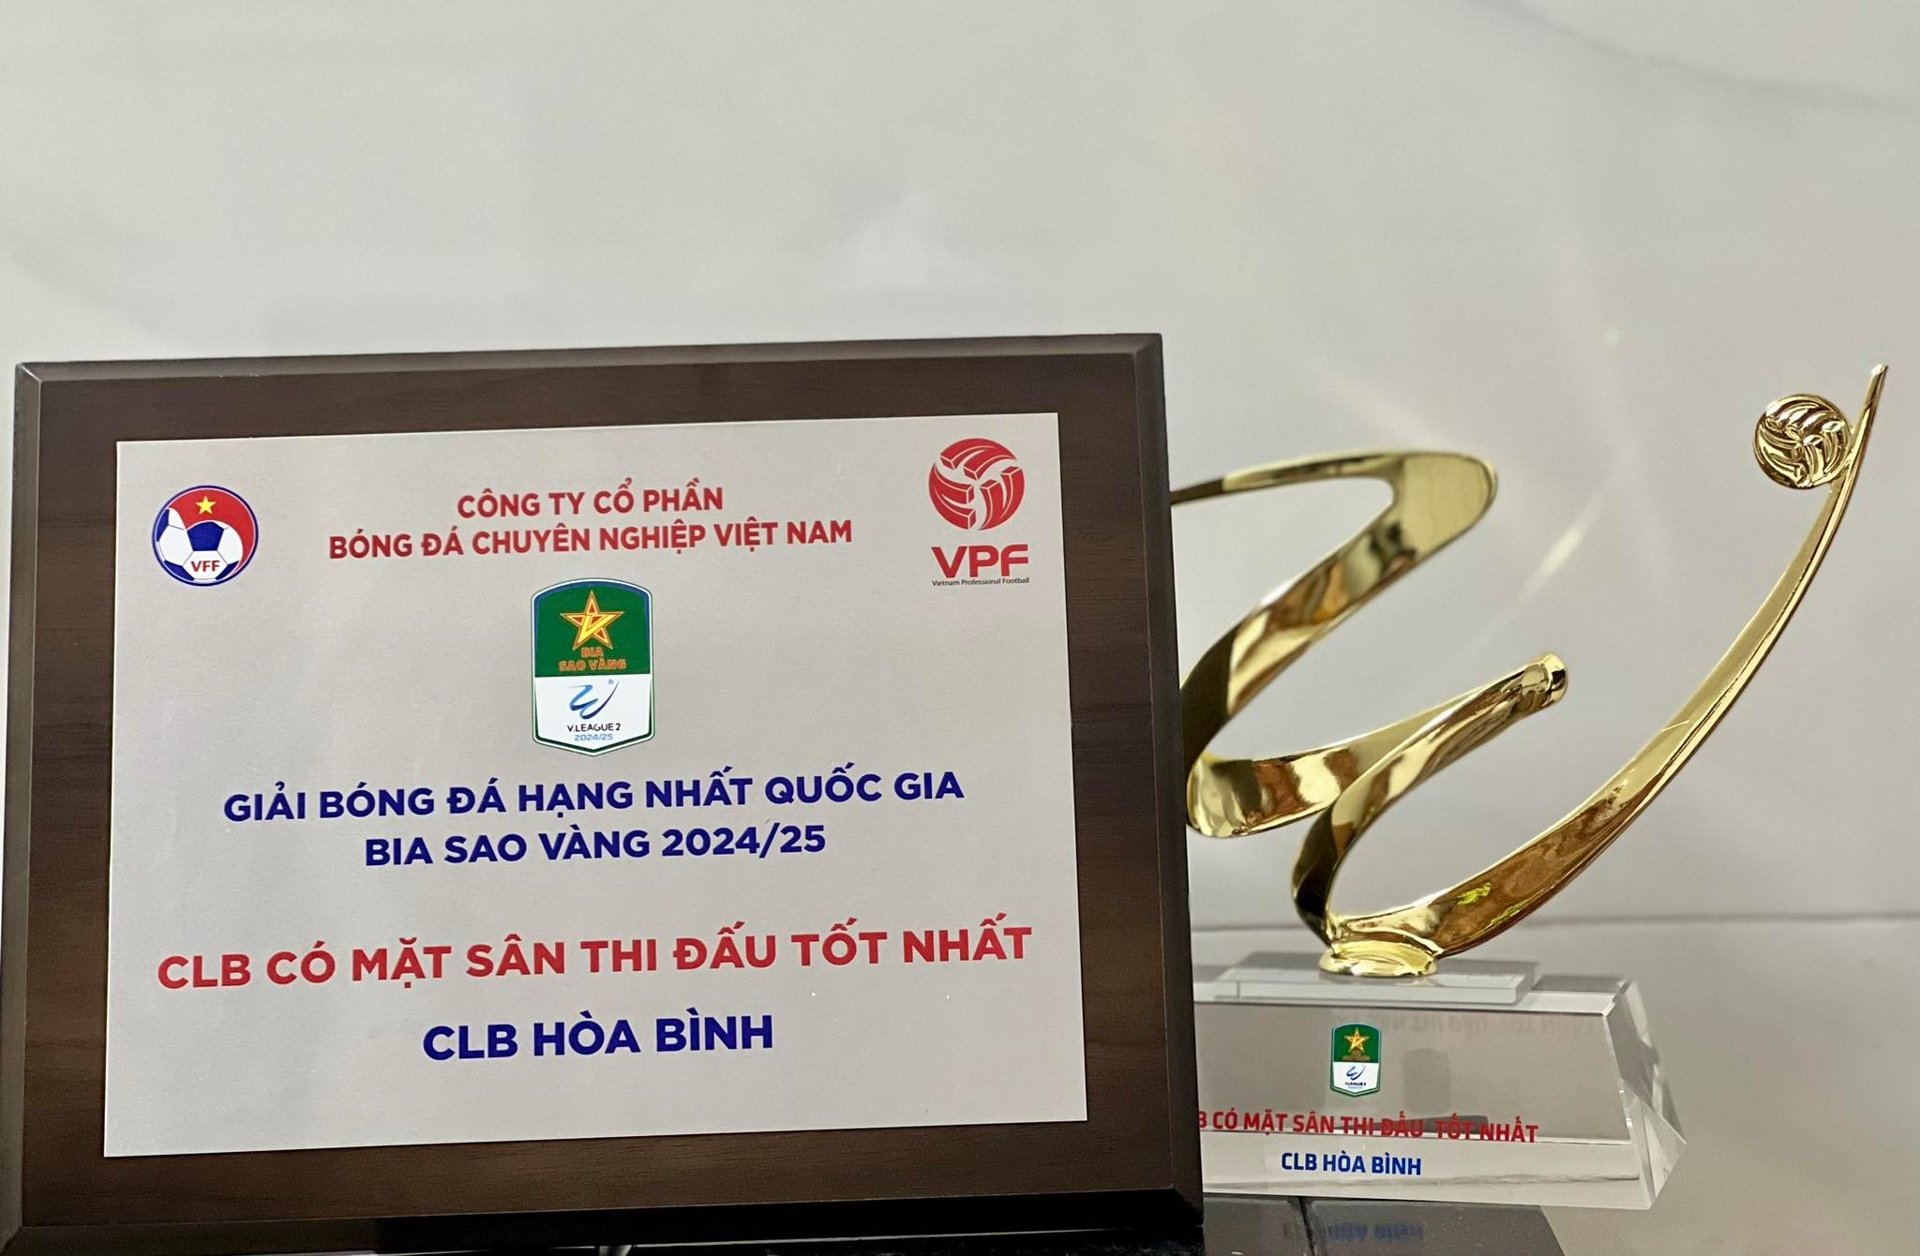 VFF
CÔNG TY CỔ PHẦN
BÓNG ĐÁ CHUYÊN NGHIỆP VIỆT NAM
VPF
Vietnam Professional Football
BIA
SAO VÀNG
V.LEAGUE 2
2024/25
GIẢI BÓNG ĐÁ HẠNG NHẤT QUỐC GIA
BIA SAO VÀNG 2024/25
CLB CÓ MẶT SÂN THI ĐẤU TỐT NHẤT
CLB HÒA BÌNH
V.LEAGUE 2
B CÓ MẶT SÂN THI ĐẤU TỐT NHẤT
CLB HÒA BÌNH